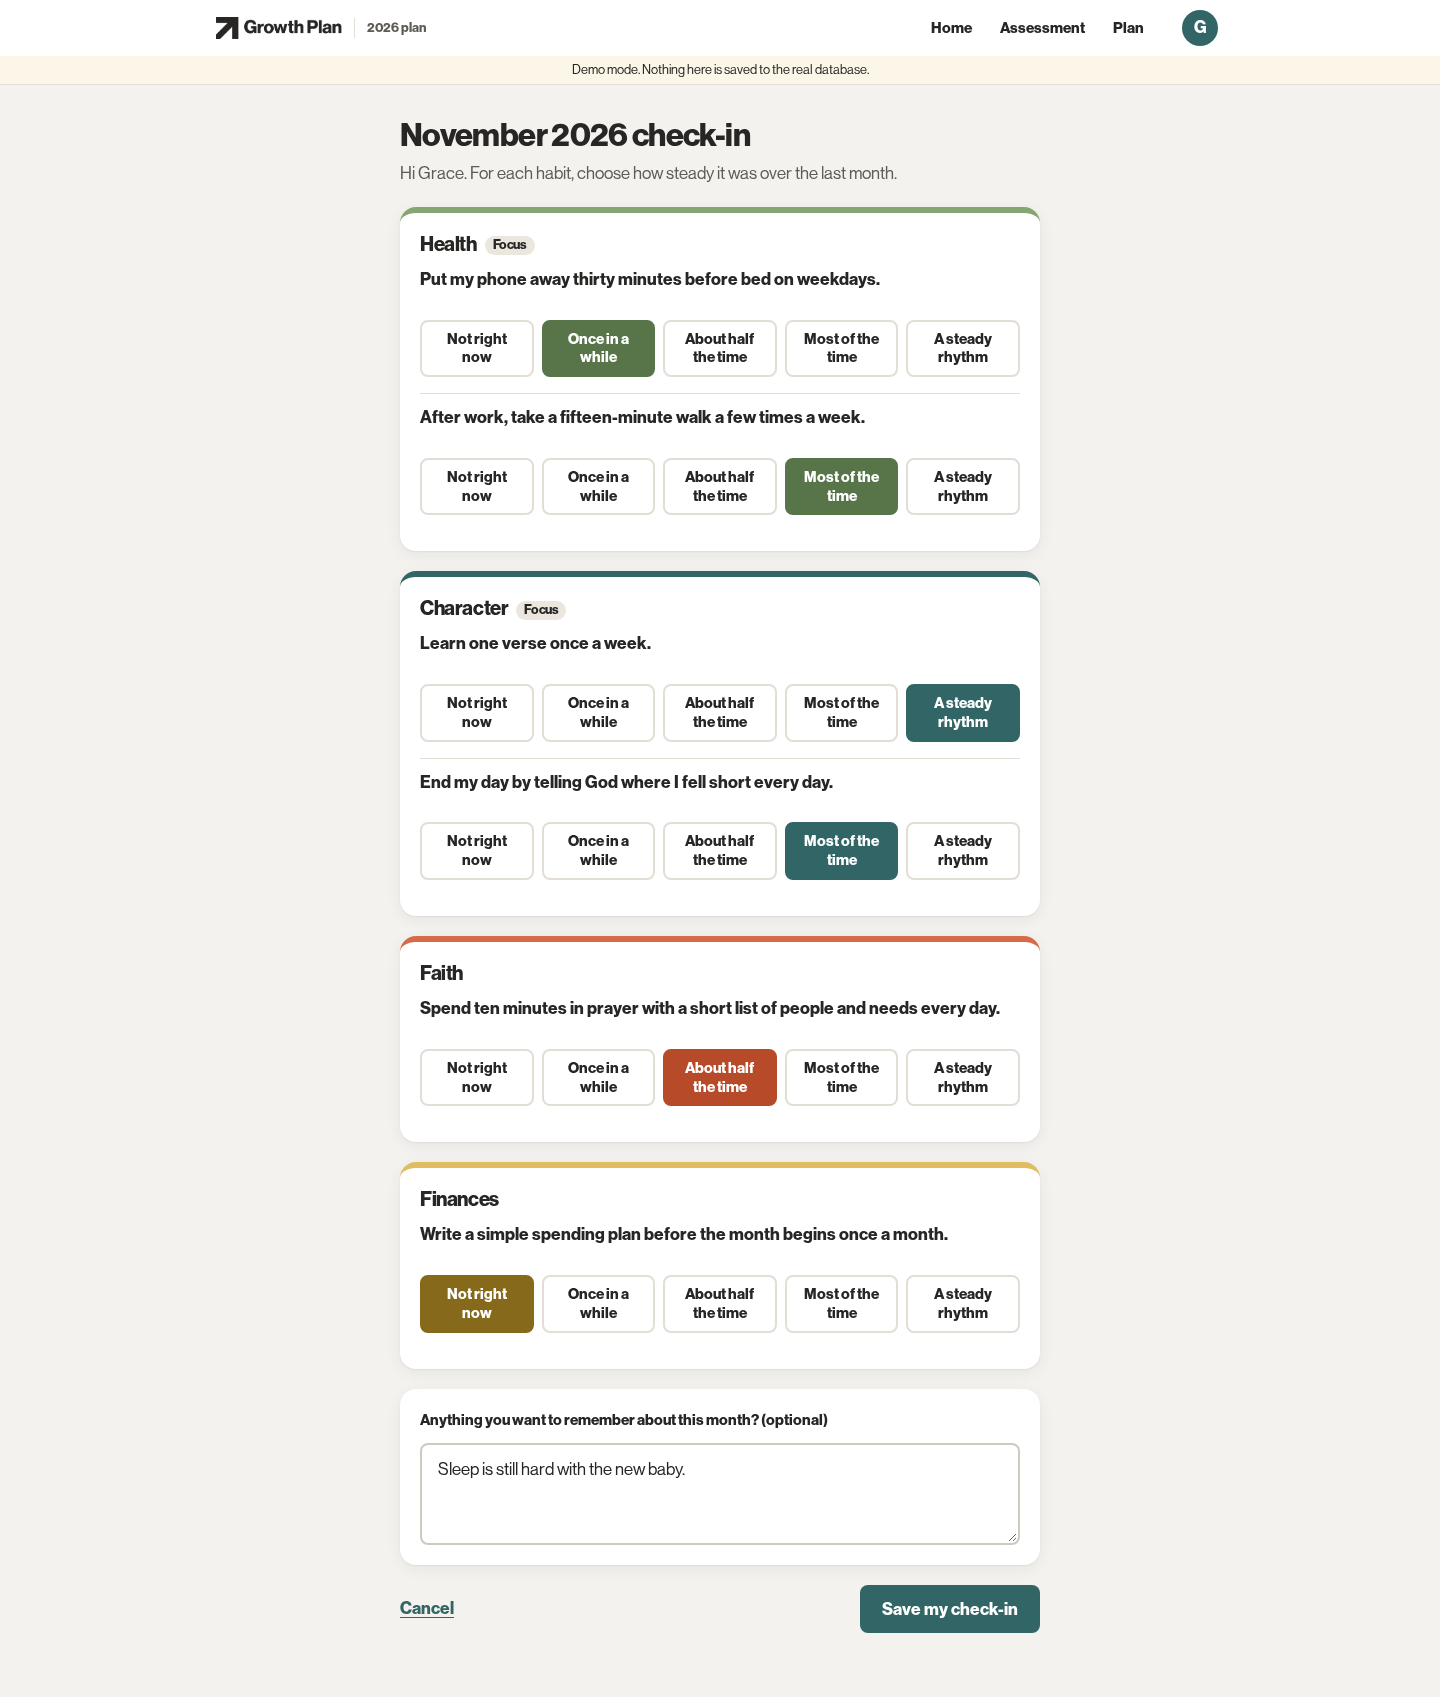 Growth Plan
2026 plan
Home
Assessment
Plan
G
Demo mode. Nothing here is saved to the real database.
November 2026 check-in
Hi Grace. For each habit, choose how steady it was over the last month.
Health
Focus
Put my phone away thirty minutes before bed on weekdays.
Not right
now
Once in a
while
About half
the time
Most of the
time
A steady
rhythm
After work, take a fifteen-minute walk a few times a week.
Not right
now
Once in a
while
About half
the time
Most of the
time
A steady
rhythm
Character
Focus
Learn one verse once a week.
Not right
now
Once in a
while
About half
the time
Most of the
time
A steady
rhythm
End my day by telling God where I fell short every day.
Not right
now
Once in a
while
About half
the time
Most of the
time
A steady
rhythm
Faith
Spend ten minutes in prayer with a short list of people and needs every day.
Not right
now
Once in a
while
About half
the time
Most of the
time
A steady
rhythm
Finances
Write a simple spending plan before the month begins once a month.
Not right
now
Once in a
while
About half
the time
Most of the
time
A steady
rhythm
Anything you want to remember about this month? (optional)
Sleep is still hard with the new baby.
Cancel
Save my check-in